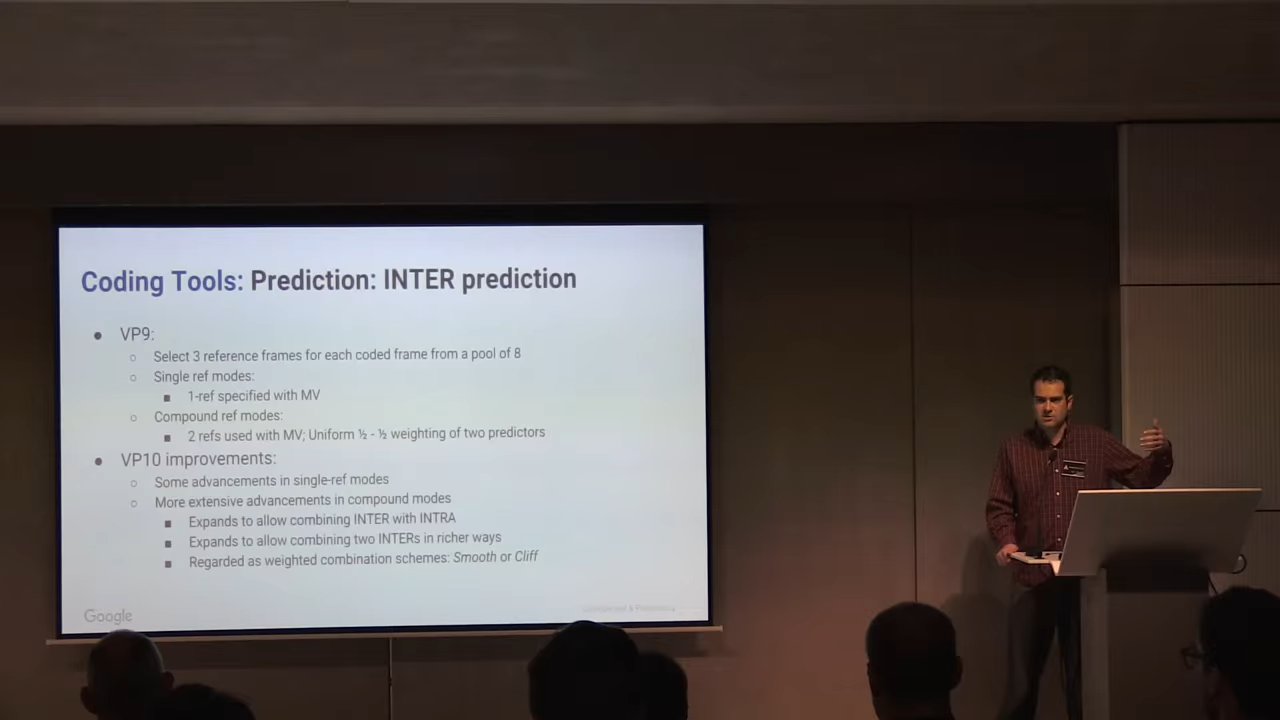 Coding Tools: Prediction: INTER prediction
● VP9:
○ Select 3 reference frames for each coded frame from a pool of 8
○ Single ref modes:
■ 1-ref specified with MV
○ Compound ref modes:
■ 2 refs used with MV; Uniform ½ - ½ weighting of two predictors
● VP10 improvements:
○ Some advancements in single-ref modes
○ More extensive advancements in compound modes
■ Expands to allow combining INTER with INTRA
■ Expands to allow combining two INTERs in richer ways
■ Regarded as weighted combination schemes: Smooth or Cliff
Google